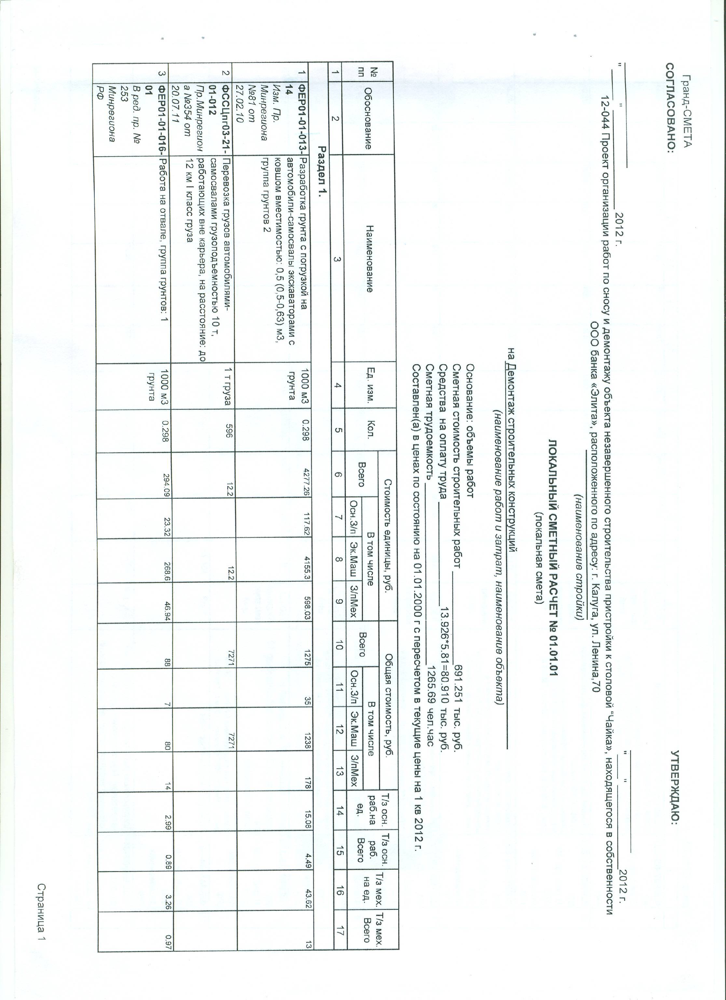 Гранд-СМЕТА
СОГЛАСОВАНО: УТВЕРЖДАЮ:
" " 2012 г. " " 2012 г.
12-044 Проект организации работ по сносу и демонтажу объекта незавершенного строительства пристройки к столовой "Чайка», находящегося в собственности
ООО банка «Элита», расположенного по адресу: г. Калуга, ул. Ленина,70
(наименование стройки)
ЛОКАЛЬНЫЙ СМЕТНЫЙ РАСЧЕТ № 01.01.01
(локальная смета)
на Демонтаж строительных конструкций
(наименование работ и затрат, наименование объекта)
Основание: объемы работ
Сметная стоимость строительных работ 691.251 тыс. руб.
Средства на оплату труда 13.926*5.81=80.910 тыс. руб.
Сметная трудоемкость 1265.69 чел.час
Составлен(а) в ценах по состоянию на 01.01.2000 г с пересчетом в текущие цены на 1 кв 2012 г.
№ пп Обоснование Наименование Ед. изм. Кол. Стоимость единицы, руб. Общая стоимость, руб. Т/з осн. раб.на ед. Т/з осн. раб. Всего Т/з мех. на ед. Т/з мех. Всего
Всего В том числе Всего В том числе
Осн.З/п Эк.Маш З/пМех Осн.З/п Эк.Маш З/пМех
1 2 3 4 5 6 7 8 9 10 11 12 13 14 15 16 17
Раздел 1.
1 ФЕР01-01-013- Разработка грунта с погрузкой на 1000 м3 0.298 4277.26 117.62 4155.3 598.03 1275 35 1238 178 15.08 4.49 43.62 13
14 автомобили-самосвалы экскаваторами с грунта
Изм. Пр. ковшом вместимостью: 0,5 (0,5-0,63) м3,
Минрегиона группа грунтов 2
№81 от
27.02.10
2 ФССЦпг03-21- Перевозка грузов автомобилями- 1 т груза 596 12.2 12.2 7271 7271
01-012 самосвалами грузоподъемностью 10 т,
Пр.Минрегион работающих вне карьера, на расстояние: до
а №354 от 12 км I класс груза
20.07.11
3 ФЕР01-01-016- Работа на отвале, группа грунтов: 1 1000 м3 0.298 294.09 23.32 268.6 46.94 88 7 80 14 2.99 0.89 3.26 0.97
01 грунта
В ред. пр. №
253
Минрегиона
РФ
Страница 1